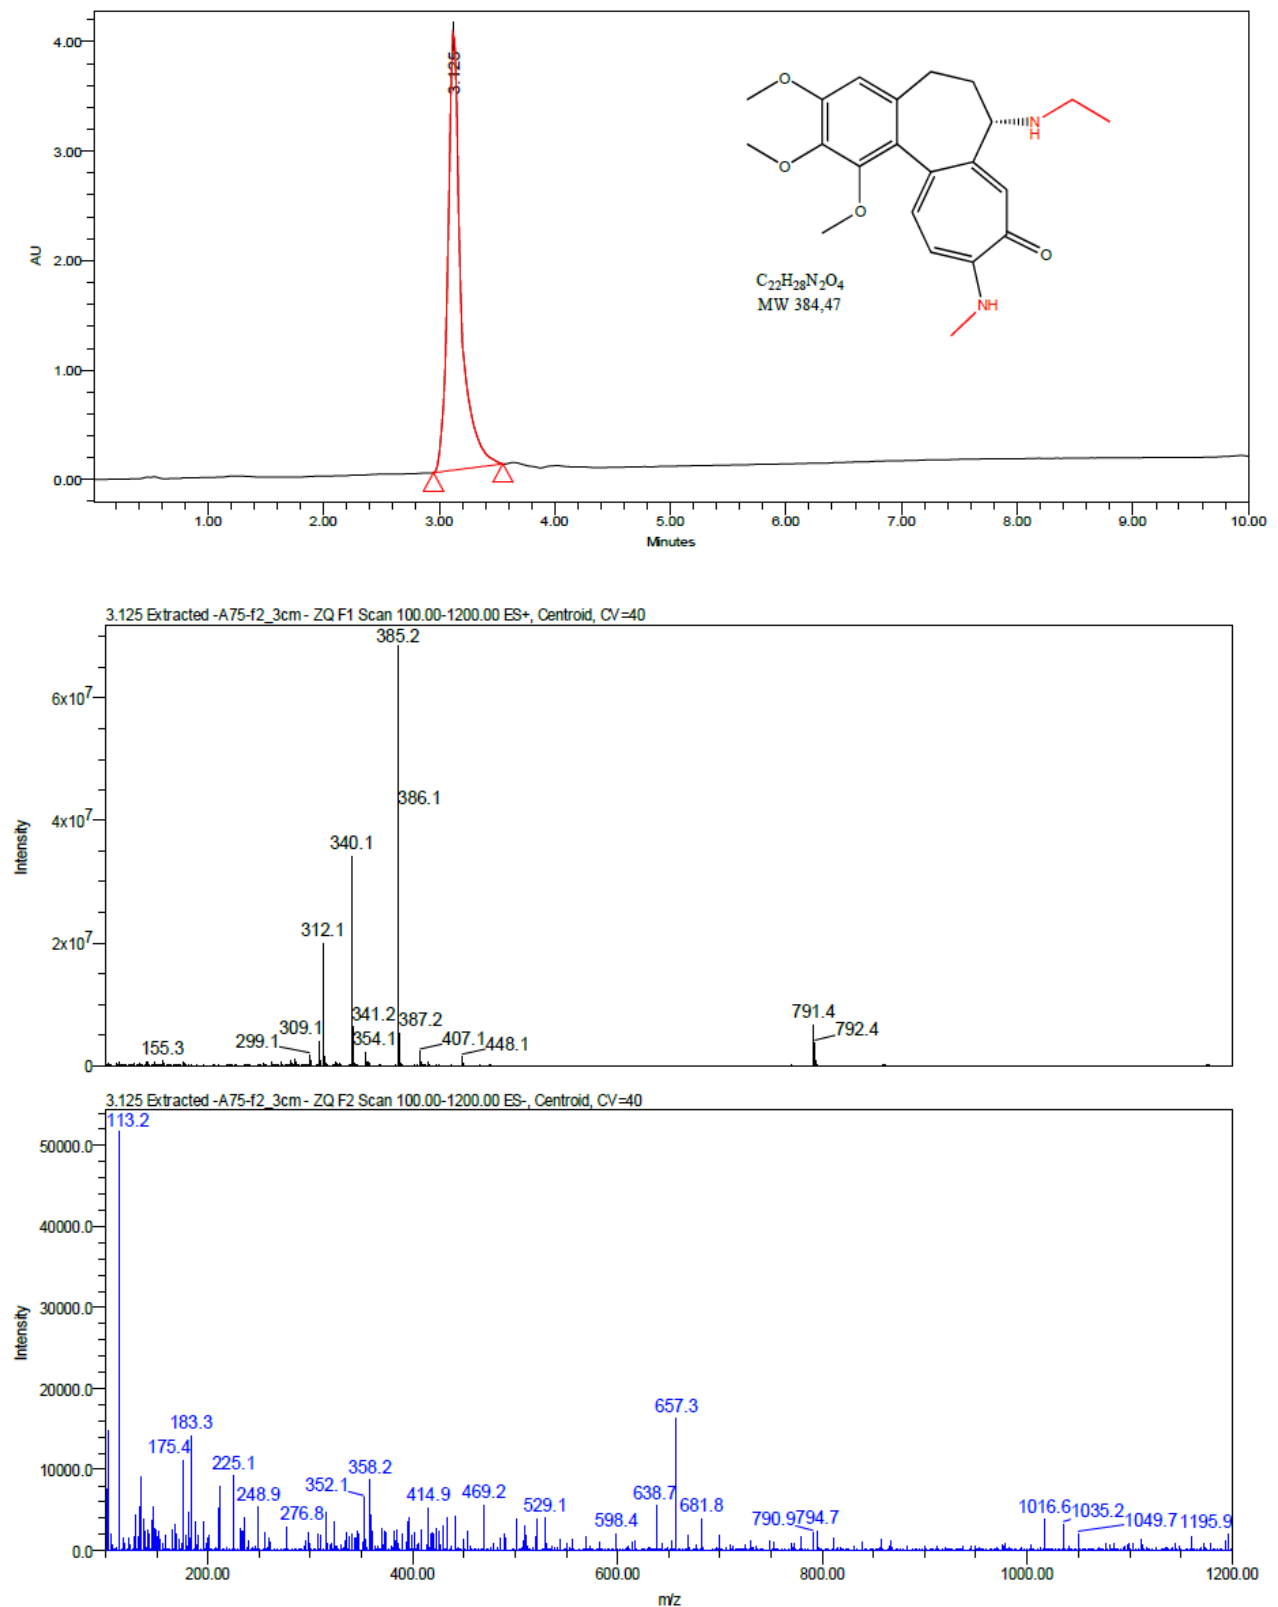 4.00
3.00
2.00
1.00
0.00
AU
3.125
O
O
O
N
H
O
NH
C22H28N2O4
MW 384,47
1.00 2.00 3.00 4.00 5.00 6.00 7.00 8.00 9.00 10.00
Minutes
3.125 Extracted -A75-f2_3cm - ZQ F1 Scan 100.00-1200.00 ES+, Centroid, CV=40
385.2
6x10^7
386.1
4x10^7
340.1
Intensity
312.1
2x10^7
341.2
309.1
387.2
299.1
354.1
407.1
448.1
155.3
791.4
792.4
0
3.125 Extracted -A75-f2_3cm - ZQ F2 Scan 100.00-1200.00 ES-, Centroid, CV=40
113.2
50000.0
40000.0
30000.0
Intensity
20000.0
657.3
183.3
175.4
225.1
10000.0
352.1
358.2
248.9
276.8
414.9
469.2
529.1
598.4
638.7
681.8
790.9
794.7
1016.6
1035.2
1049.7
1195.9
0.0
200.00 400.00 600.00 800.00 1000.00 1200.00
m/z